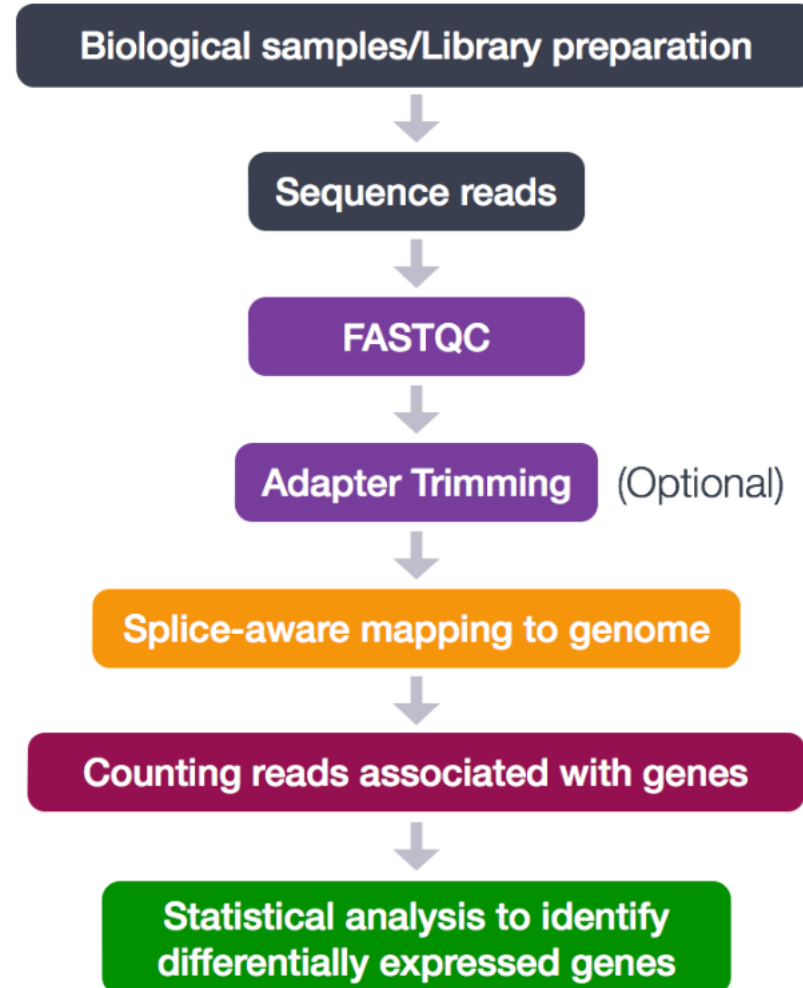 Biological samples/Library preparation
Sequence reads
FASTQC
Adapter Trimming (Optional)
Splice-aware mapping to genome
Counting reads associated with genes
Statistical analysis to identify
differentially expressed genes